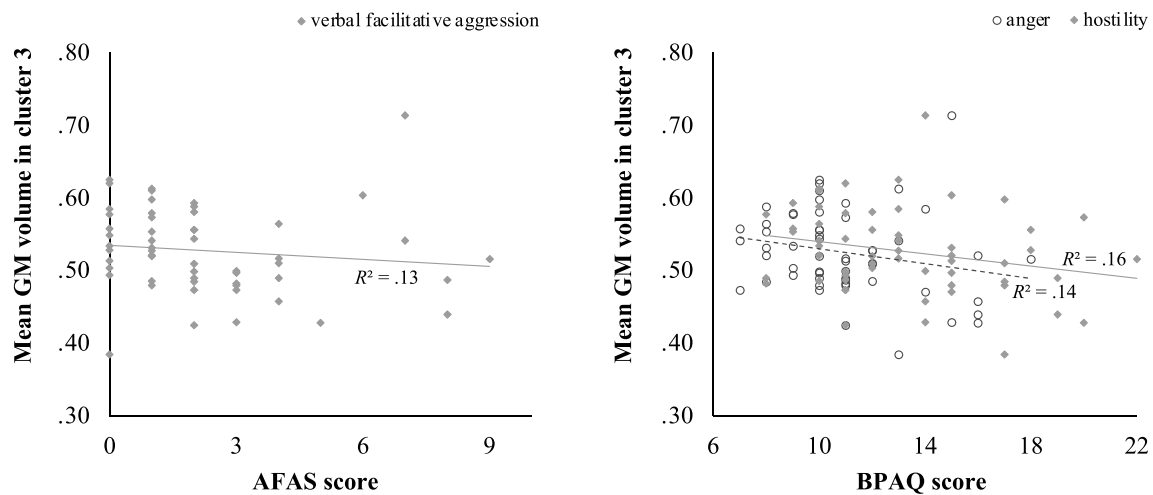 verbal facilitative aggression
Mean GM volume in cluster 3
.80
.70
.60
.50
.40
.30
R² = .13
0 3 6 9
AFAS score
anger hostility
Mean GM volume in cluster 3
.80
.70
.60
.50
.40
.30
R² = .16
R² = .14
6 10 14 18 22
BPAQ score